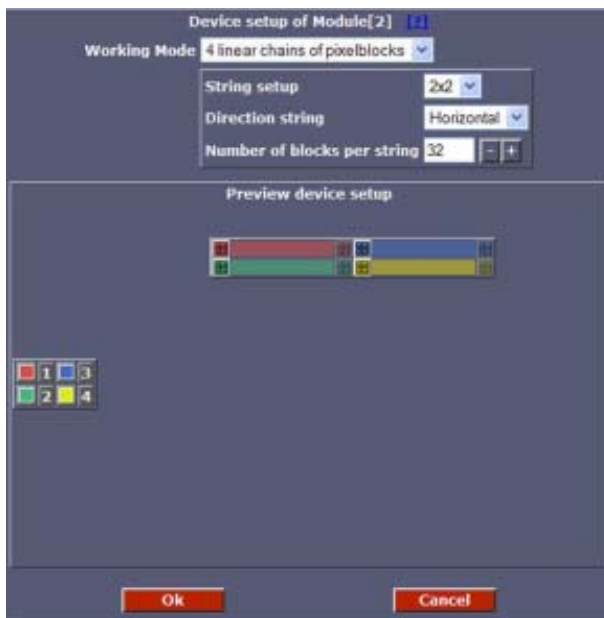 Device setup of Module[2] [?]
Working Mode 4 linear chains of pixelblocks
String setup 2x2
Direction string Horizontal
Number of blocks per string 32 - +
Preview device setup
1 3
2 4
Ok Cancel